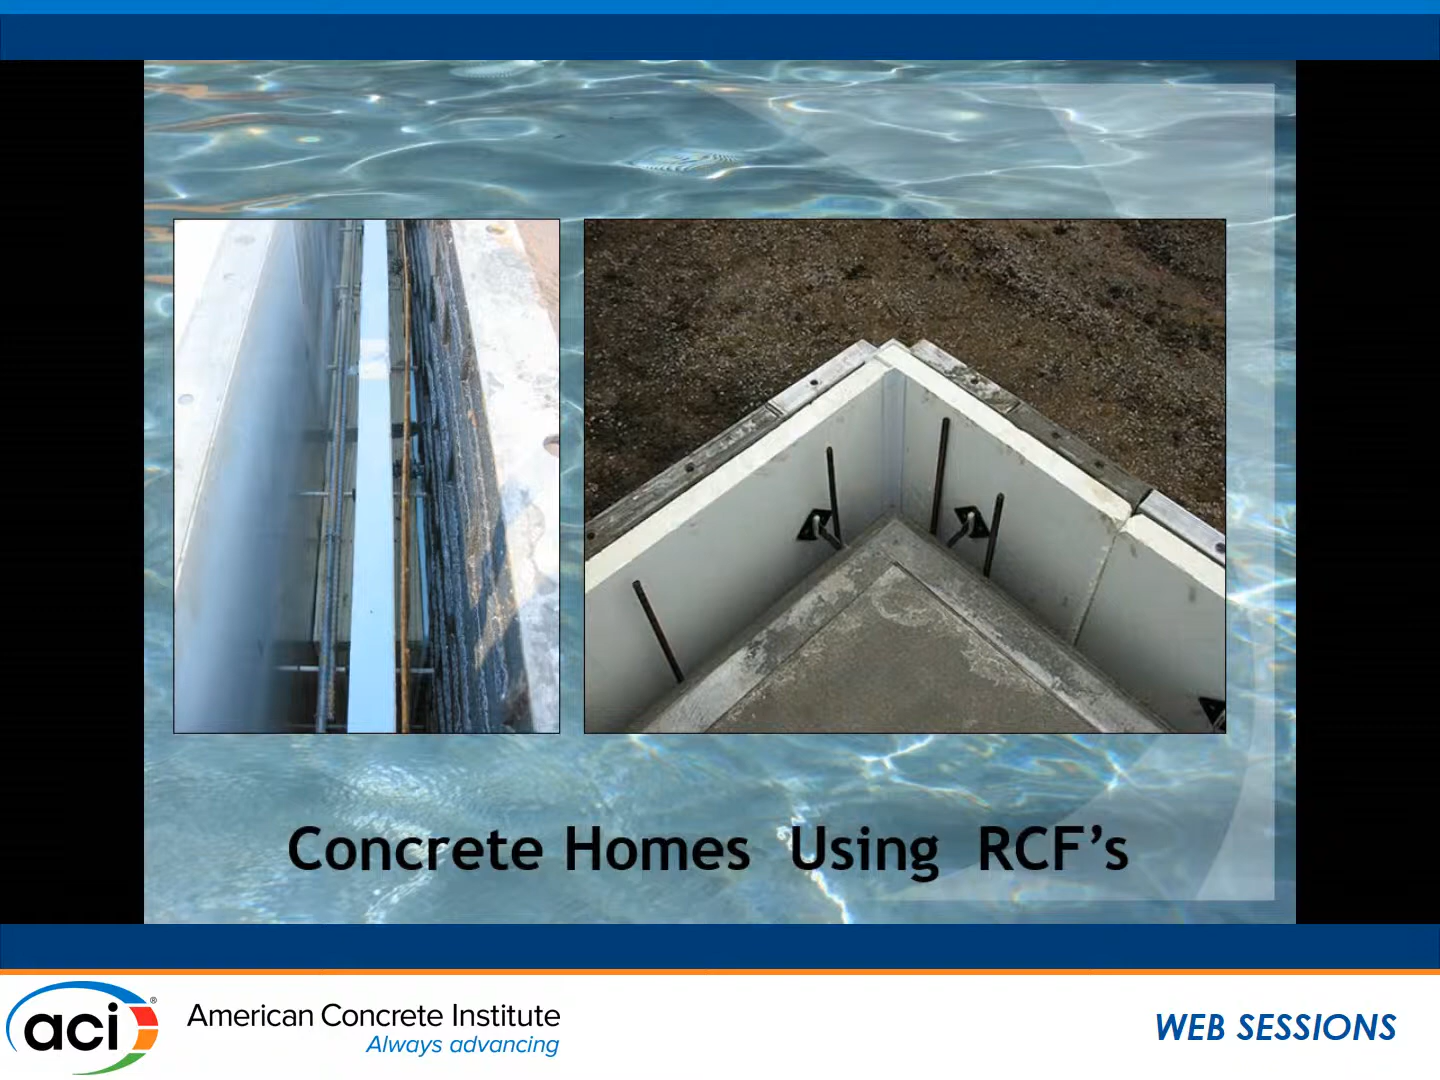 Concrete Homes Using RCF's
aci®
American Concrete Institute
Always advancing
WEB SESSIONS